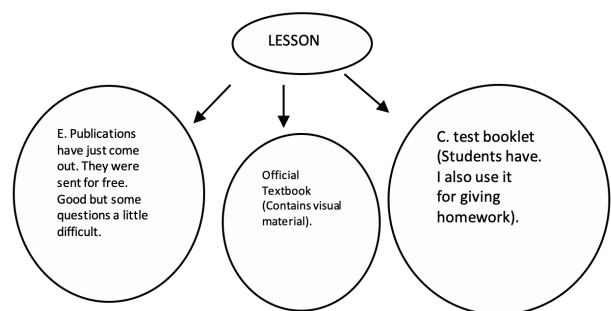 LESSON
E. Publications
have just come
out. They were
sent for free.
Good but some
questions a little
difficult.
Official
Textbook
(Contains visual
material).
C. test booklet
(Students have.
I also use it
for giving
homework).